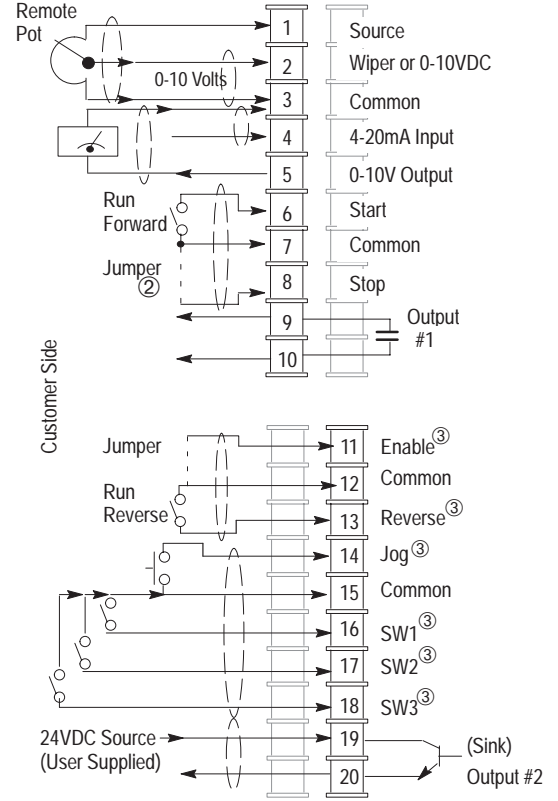 Remote
Pot
1
Source
0-10 Volts
2
Wiper or 0-10VDC
3
Common
4
4-20mA Input
5
0-10V Output
Run
Forward
6
Start
7
Common
Jumper
②
8
Stop
9
Output
#1
10
Customer Side
Jumper
11
Enable③
12
Common
Run
Reverse
13
Reverse③
14
Jog③
15
Common
16
SW1③
17
SW2③
18
SW3③
24VDC Source
(User Supplied)
19
(Sink)
20
Output #2